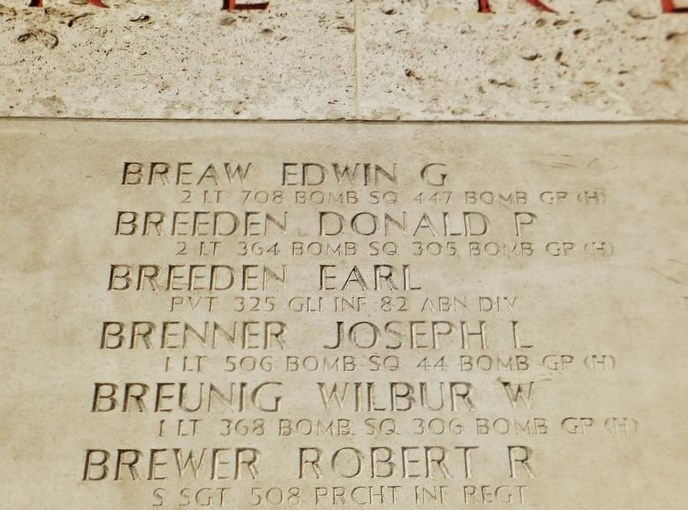 BREAW EDWIN G
2 LT 708 BOMB SQ 447 BOMB GP (H)
BREEDEN DONALD P
2 LT 364 BOMB SQ 305 BOMB GP (H)
BREEDEN EARL
PVT 325 GLI INF 82 ABN DIV
BRENNER JOSEPH L
1 LT 506 BOMB SQ 44 BOMB GP (H)
BREUNIG WILBUR W
1 LT 368 BOMB SQ 306 BOMB GP (H)
BREWER ROBERT R
S SGT 508 PRCHT INF REGT